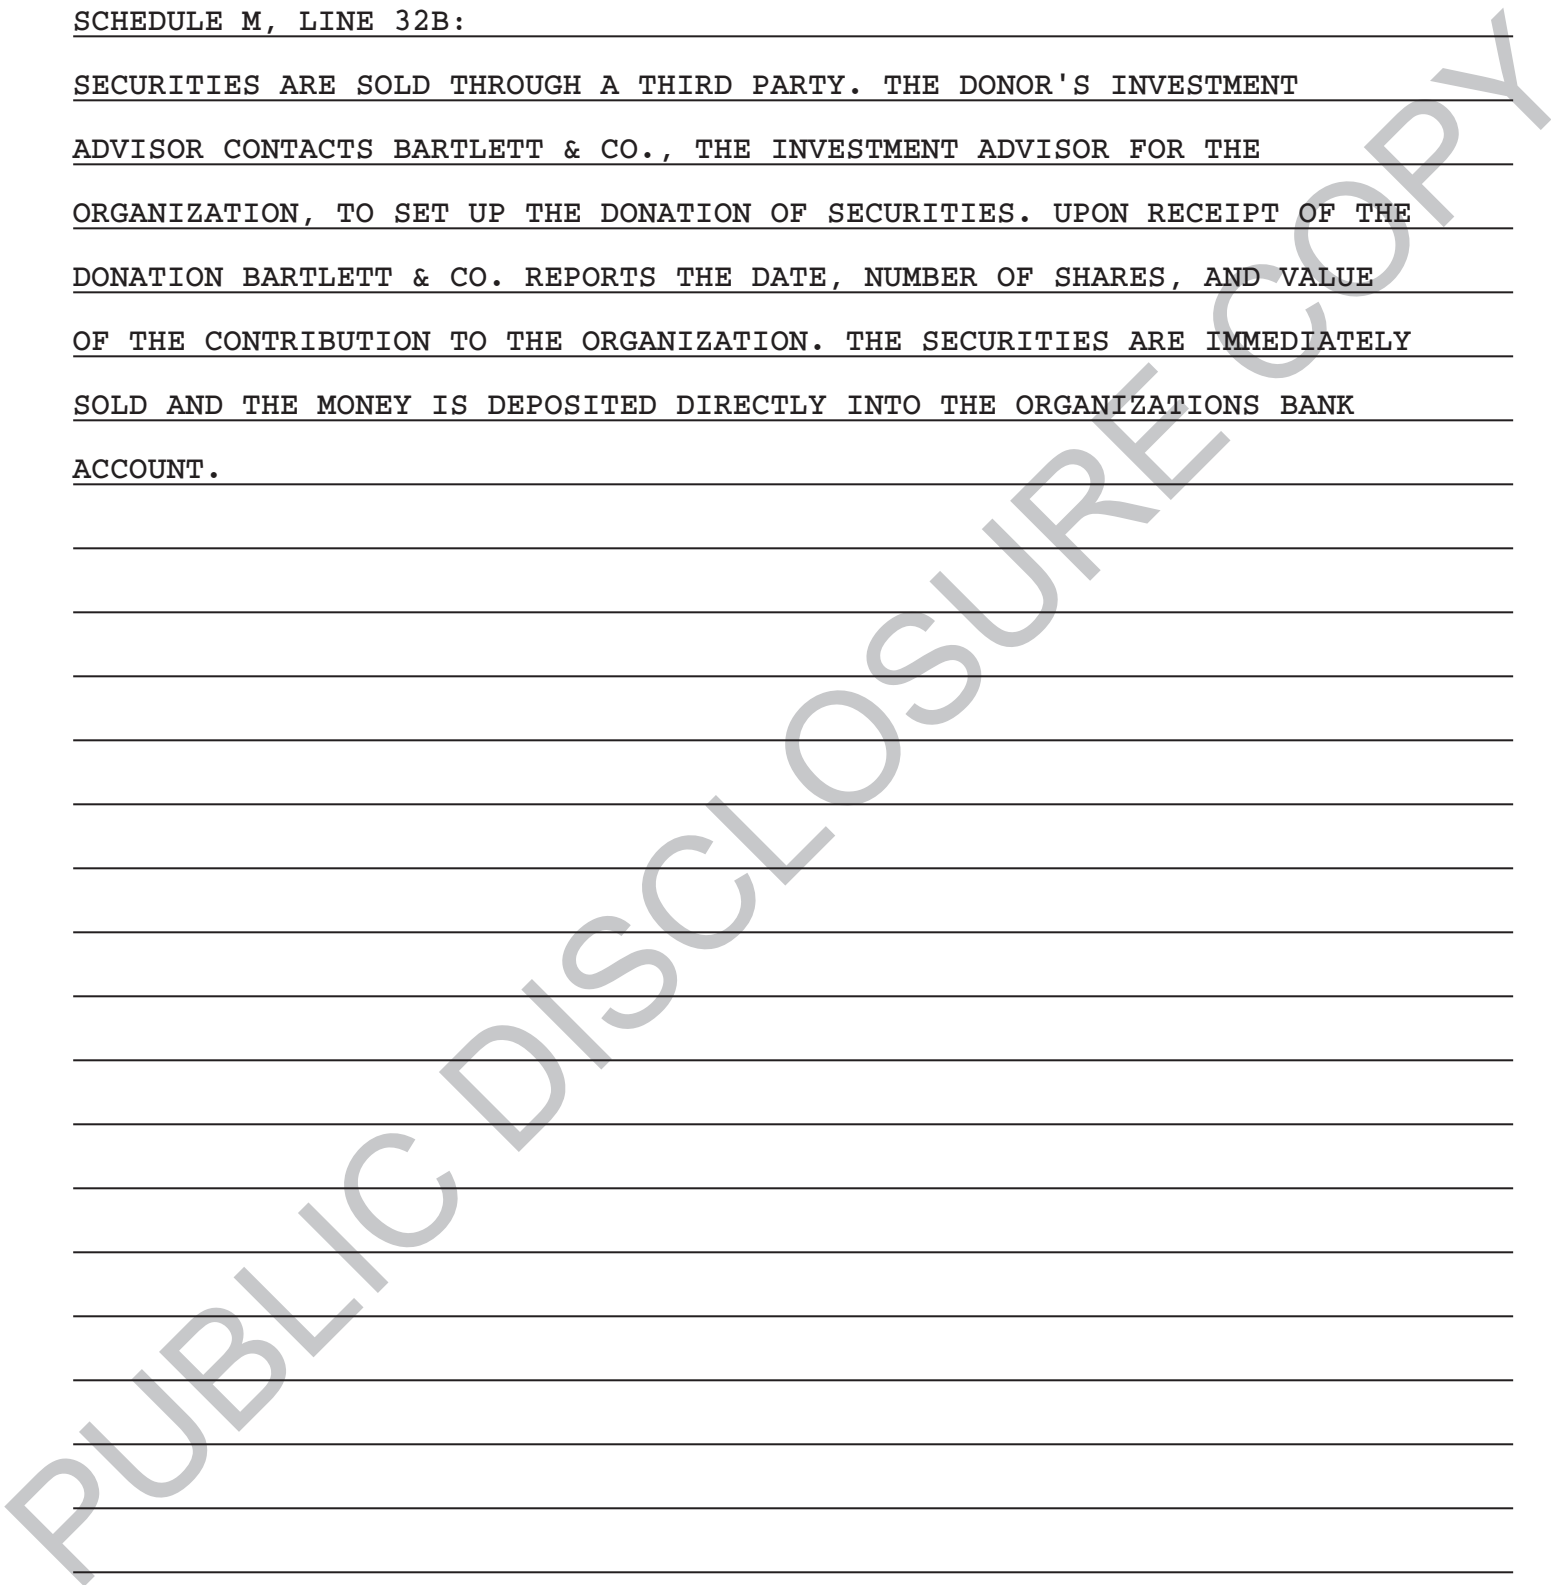 SCHEDULE M, LINE 32B:
SECURITIES ARE SOLD THROUGH A THIRD PARTY. THE DONOR'S INVESTMENT
ADVISOR CONTACTS BARTLETT & CO., THE INVESTMENT ADVISOR FOR THE
ORGANIZATION, TO SET UP THE DONATION OF SECURITIES. UPON RECEIPT OF THE
DONATION BARTLETT & CO. REPORTS THE DATE, NUMBER OF SHARES, AND VALUE
OF THE CONTRIBUTION TO THE ORGANIZATION. THE SECURITIES ARE IMMEDIATELY
SOLD AND THE MONEY IS DEPOSITED DIRECTLY INTO THE ORGANIZATIONS BANK
ACCOUNT.
PUBLIC DISCLOSURE COPY